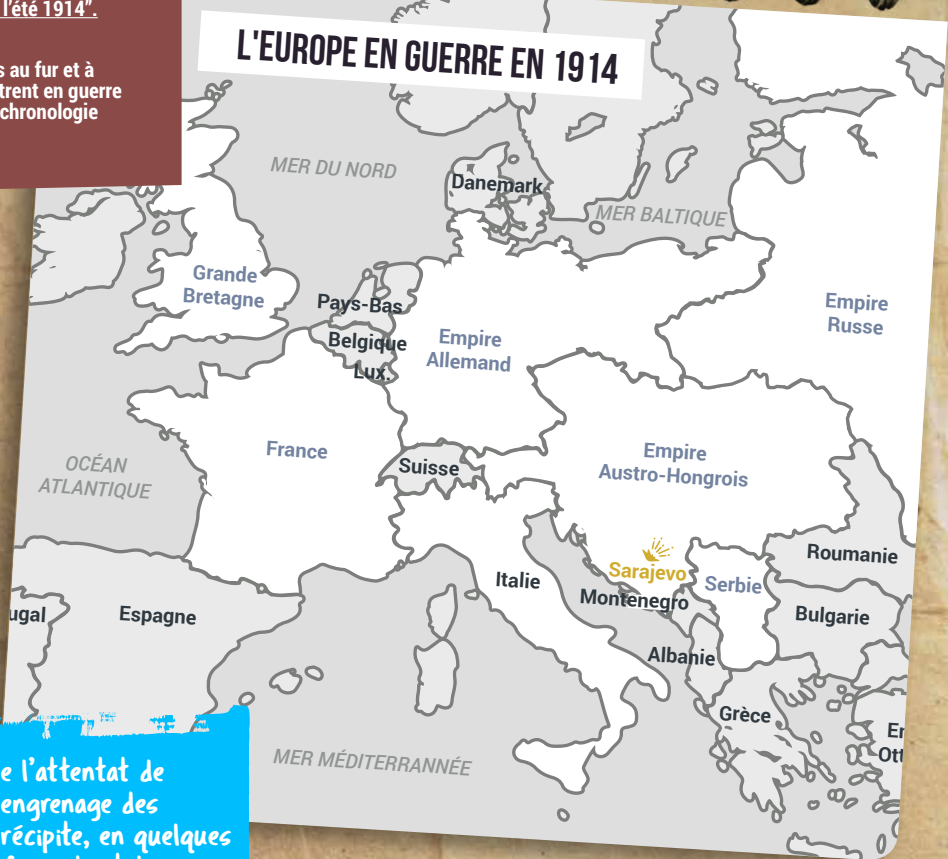 l'été 1914".
s au fur et à
trent en guerre
chronologie
L'EUROPE EN GUERRE EN 1914
MER DU NORD
Danemark
MER BALTIQUE
Grande
Bretagne
Pays-Bas
Belgique
Lux.
Empire
Allemand
Empire
Russe
France
Suisse
Empire
Austro-Hongrois
OCÉAN
ATLANTIQUE
Sarajevo
Serbie
Roumanie
Italie
Montenegro
Bulgarie
ugal
Espagne
Albanie
Grèce
Er
Ott
MER MÉDITERRANNÉE
e l'attentat de
engrenage des
récipite, en quelques